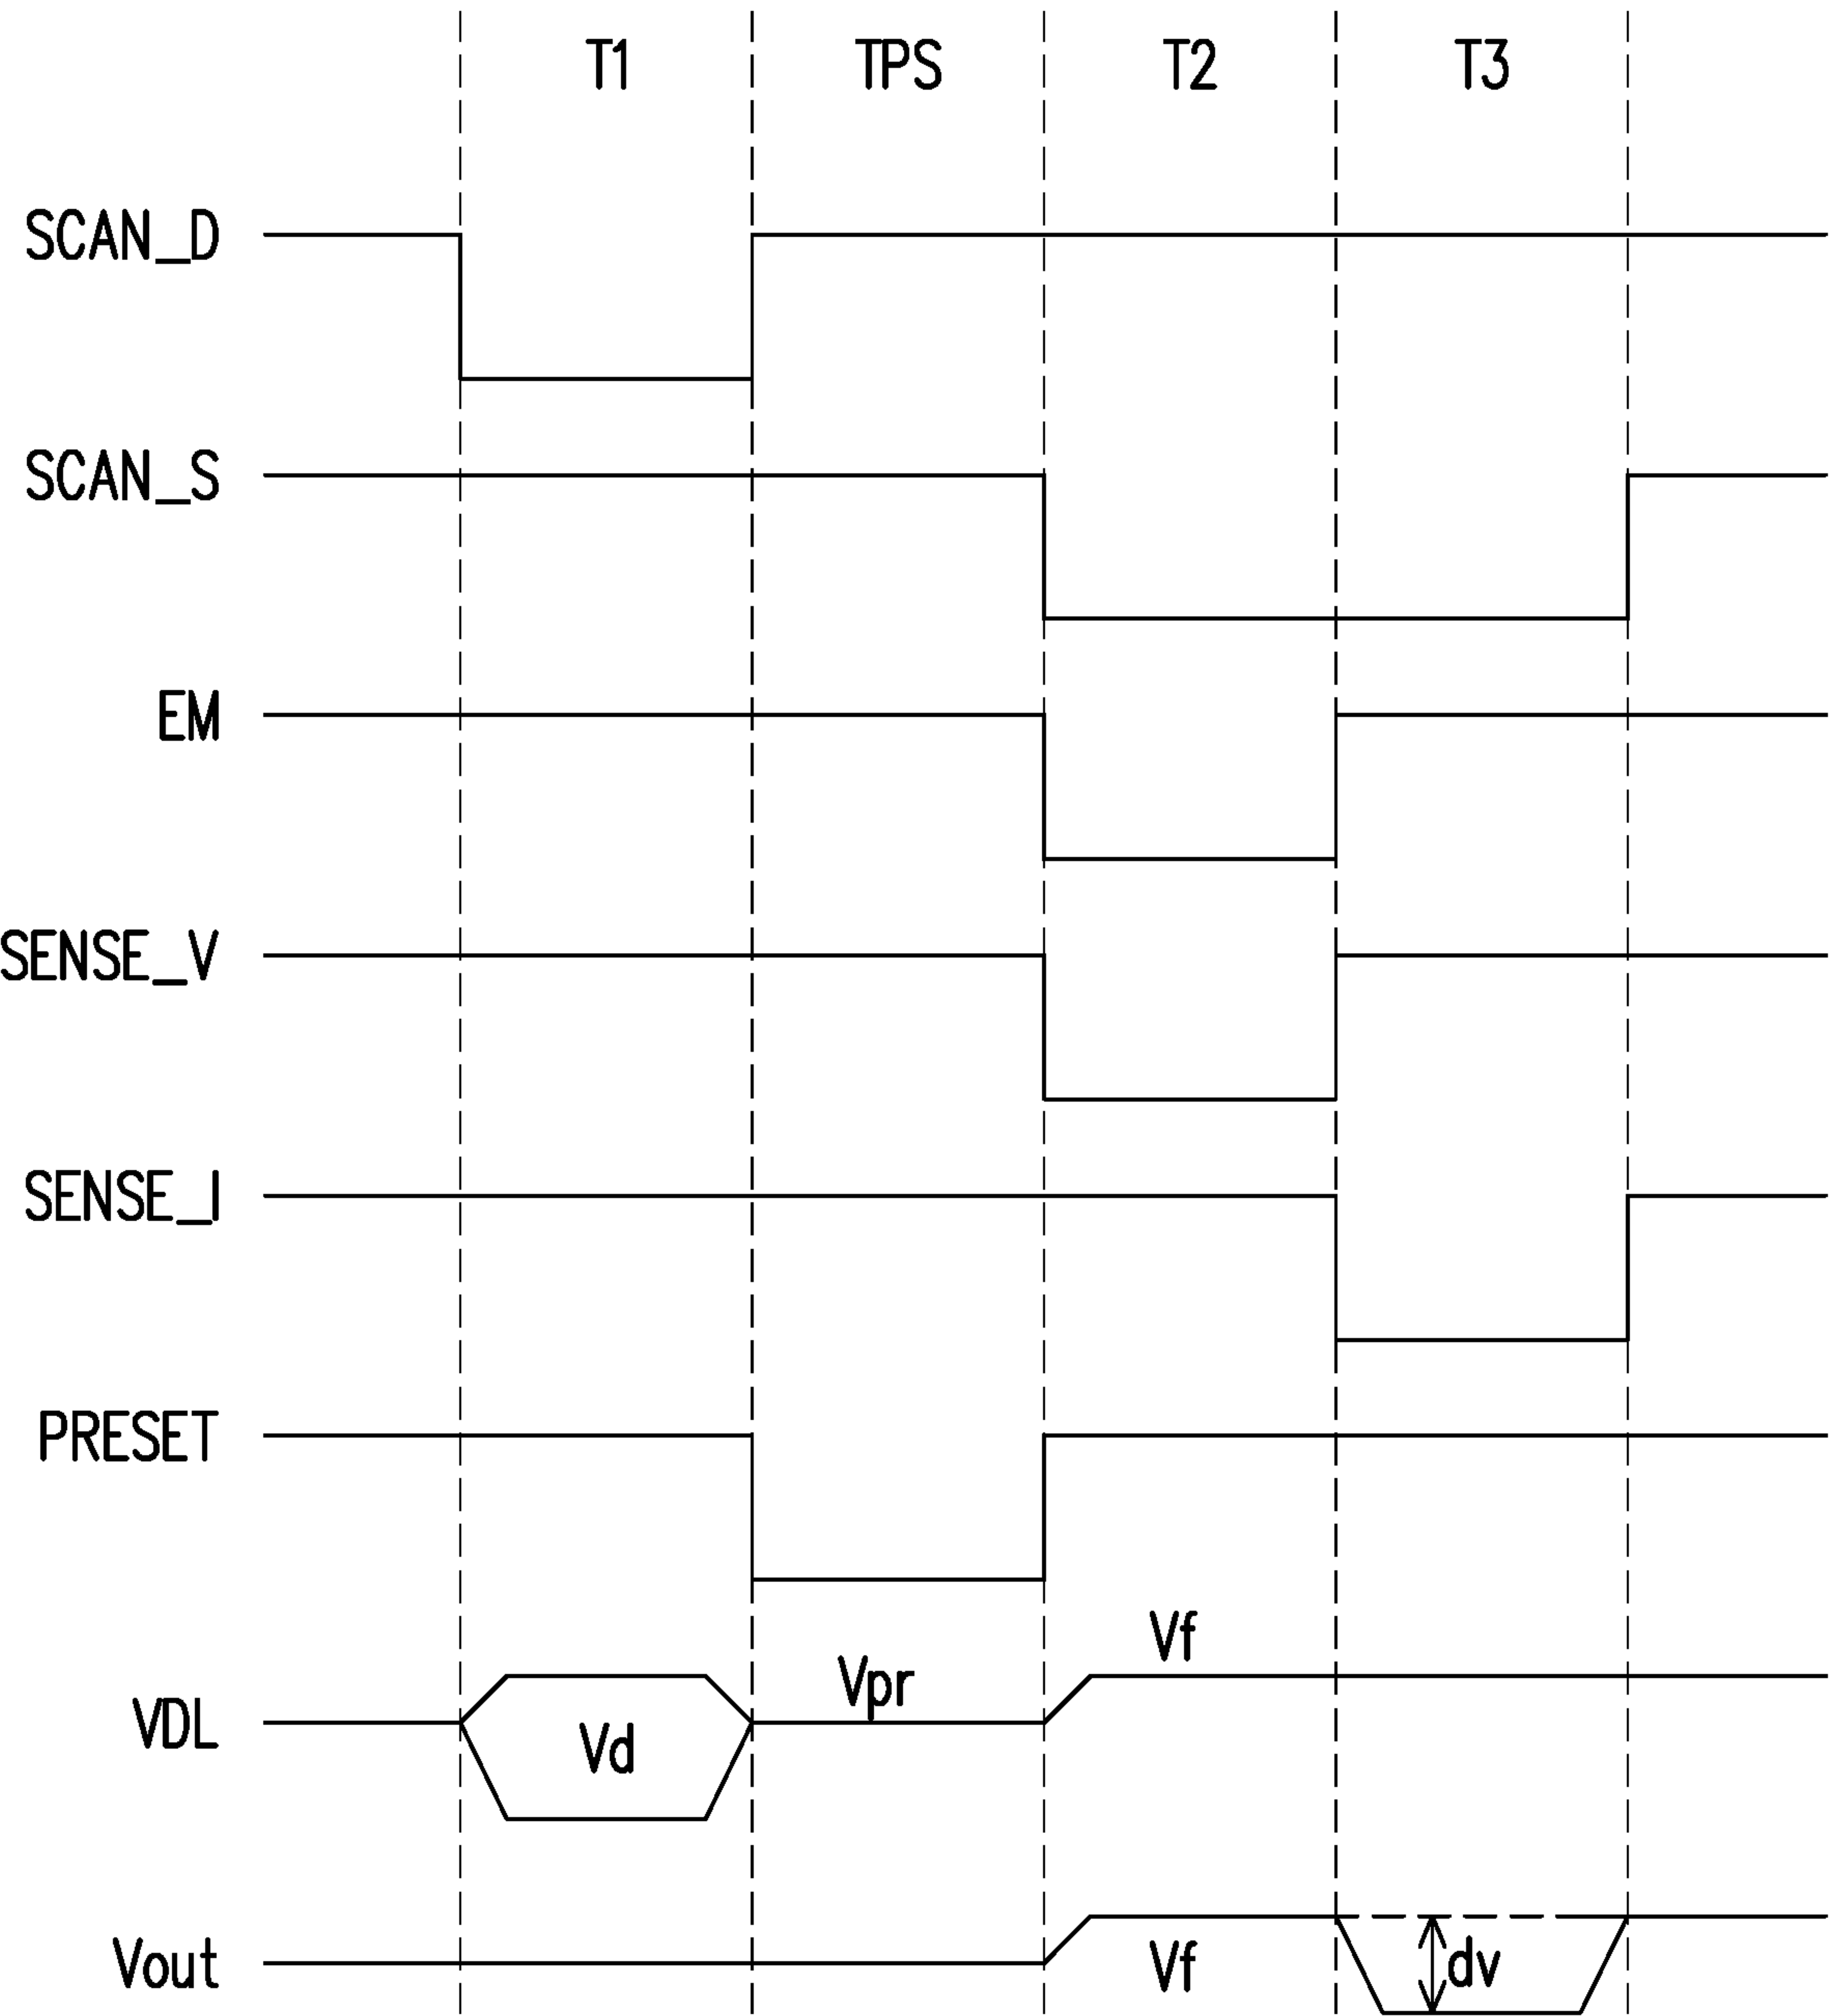 T1 TPS T2 T3
SCAN_D
SCAN_S
EM
SENSE_V
SENSE_I
PRESET
Vf
Vpr
VDL
Vd
Vout
Vf
dv